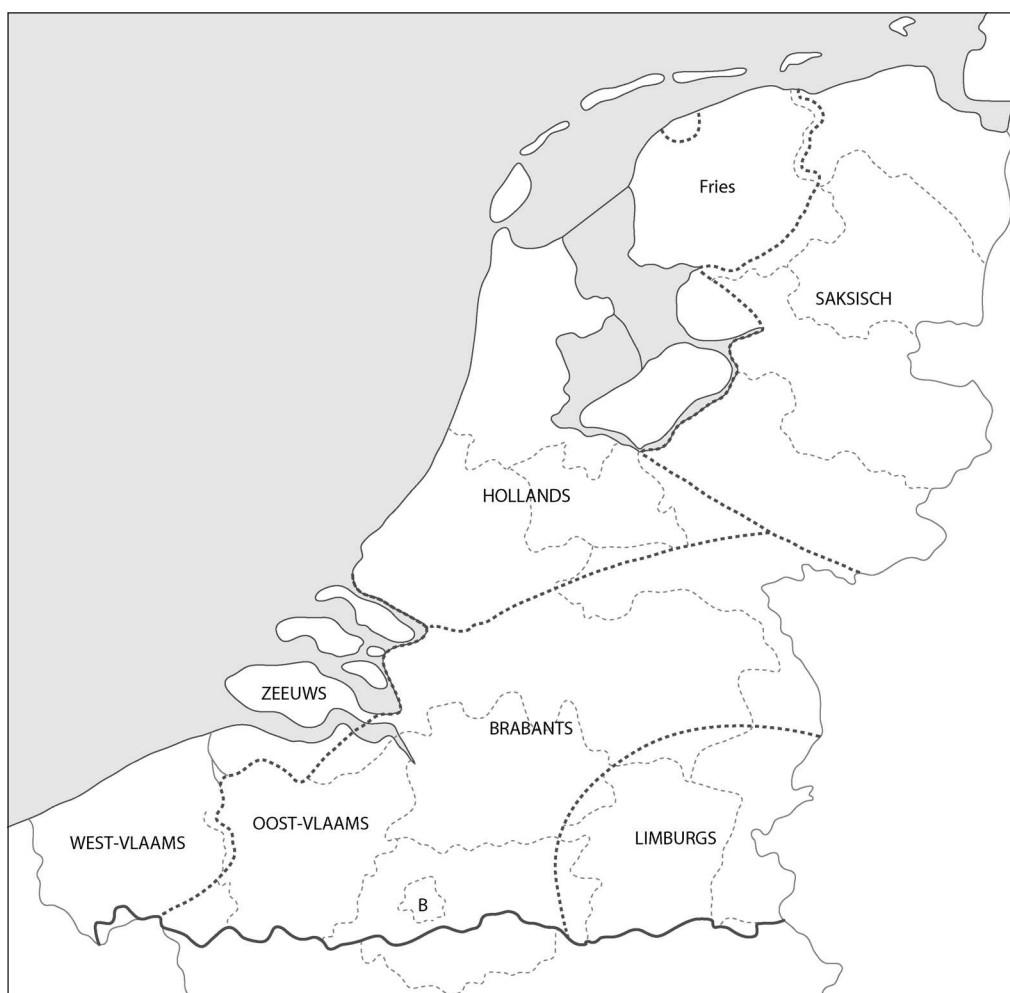 Fries
SAKSISCH
HOLLANDS
ZEEUWS
BRABANTS
OOST-VLAAMS
WEST-VLAAMS
LIMBURGS
B